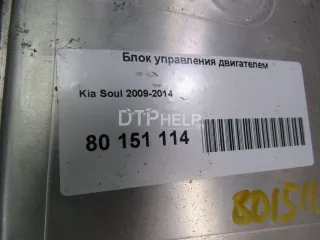 Блок управления двигателем
Kia Soul 2009-2014
DTPHELP
80 151 114